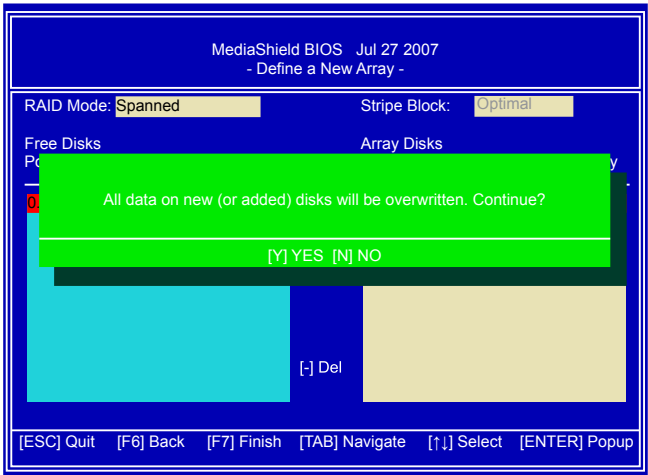 MediaShield BIOS Jul 27 2007
- Define a New Array -
RAID Mode: Spanned Stripe Block: Optimal
Free Disks Array Disks
All data on new (or added) disks will be overwritten. Continue?
[Y] YES [N] NO
[-] Del
[ESC] Quit [F6] Back [F7] Finish [TAB] Navigate [↑↓] Select [ENTER] Popup